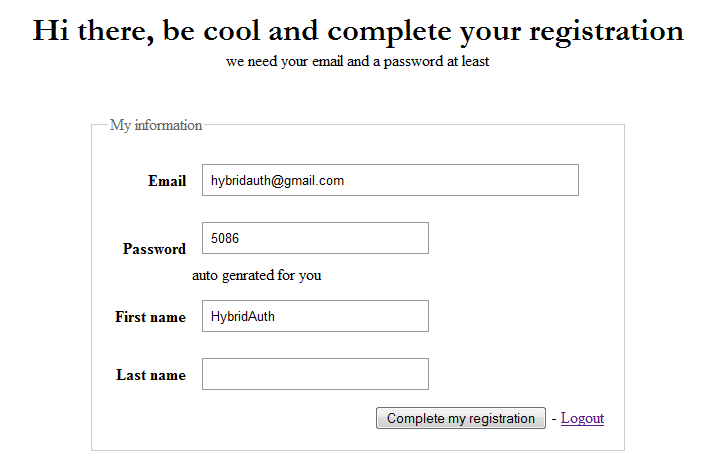 Hi there, be cool and complete your registration
we need your email and a password at least
My information
Email hybridauth@gmail.com
Password 5086
auto genrated for you
First name HybridAuth
Last name
Complete my registration - Logout